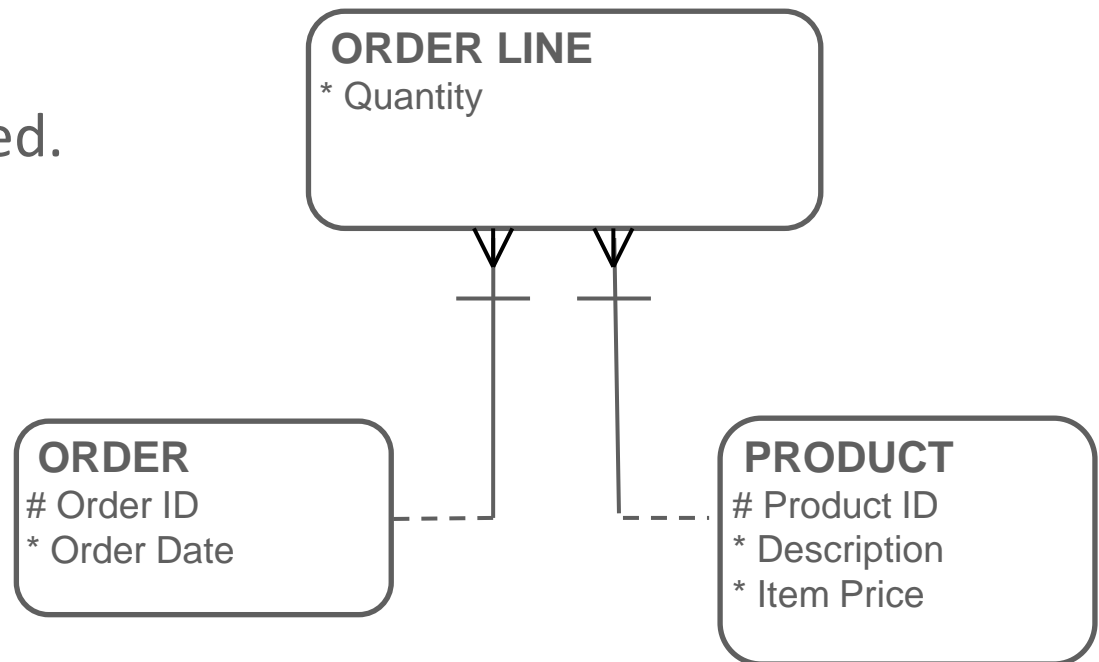 ed.
ORDER LINE
* Quantity
ORDER
# Order ID
* Order Date
PRODUCT
# Product ID
* Description
* Item Price